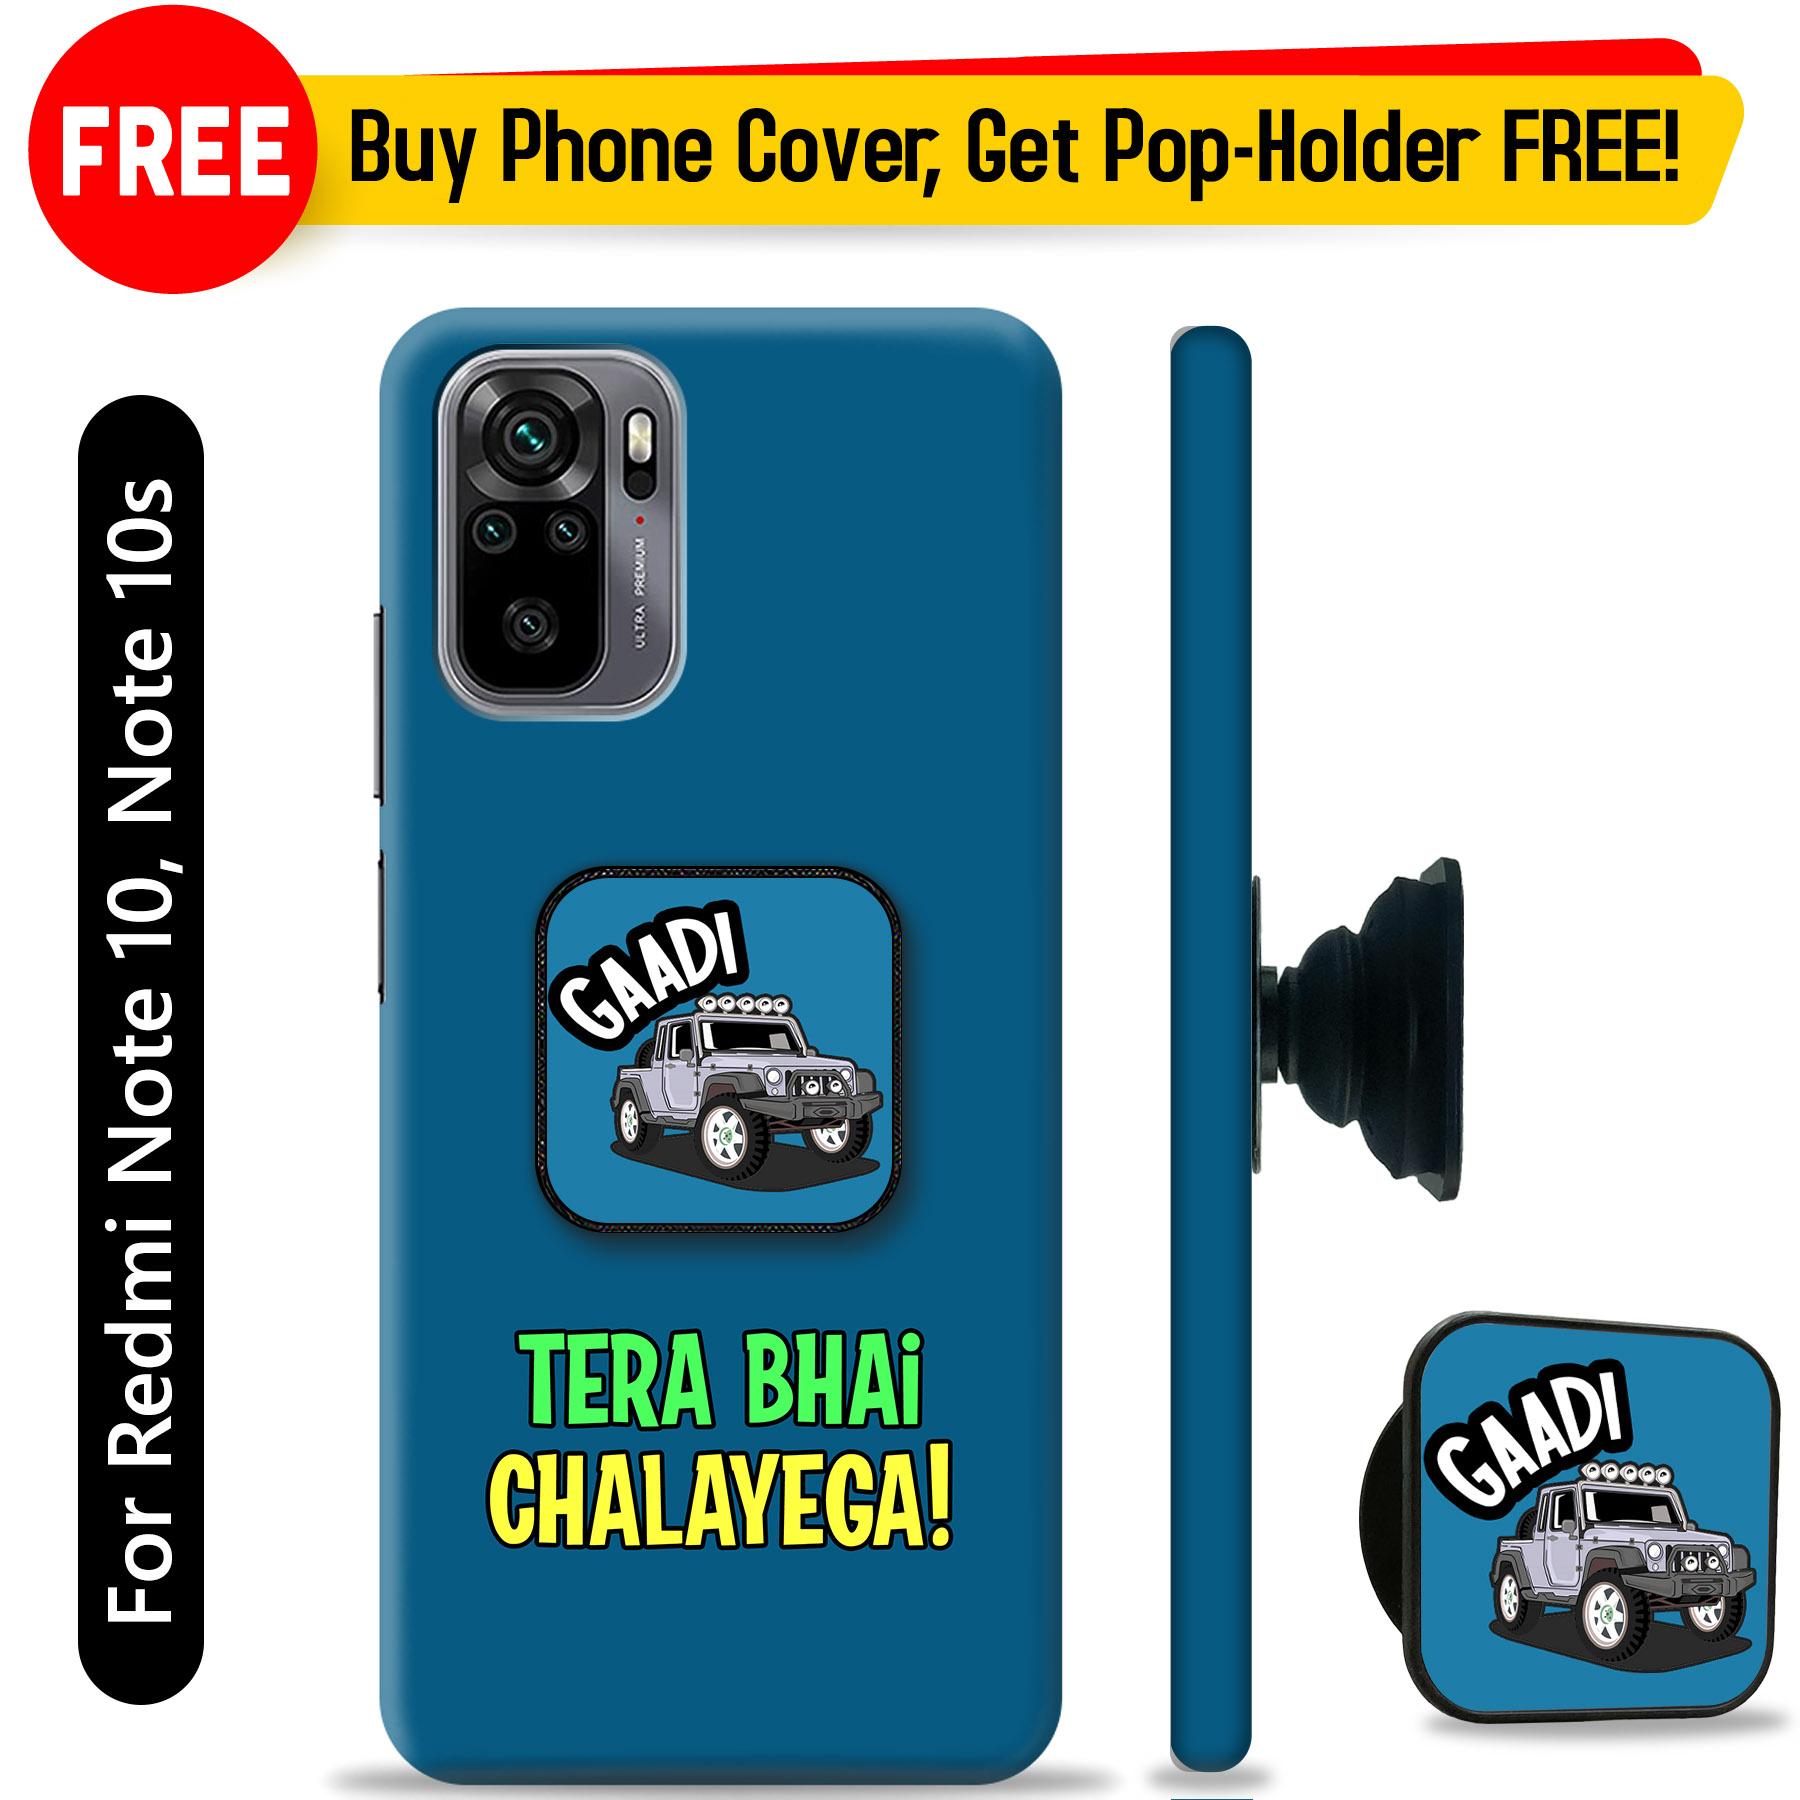 FREE
Buy Phone Cover, Get Pop-Holder FREE!
For Redmi Note 10, Note 10s
ULTRA PREMIUM
GAADI
TERA BHAi
CHALAYEGA!
GAADI